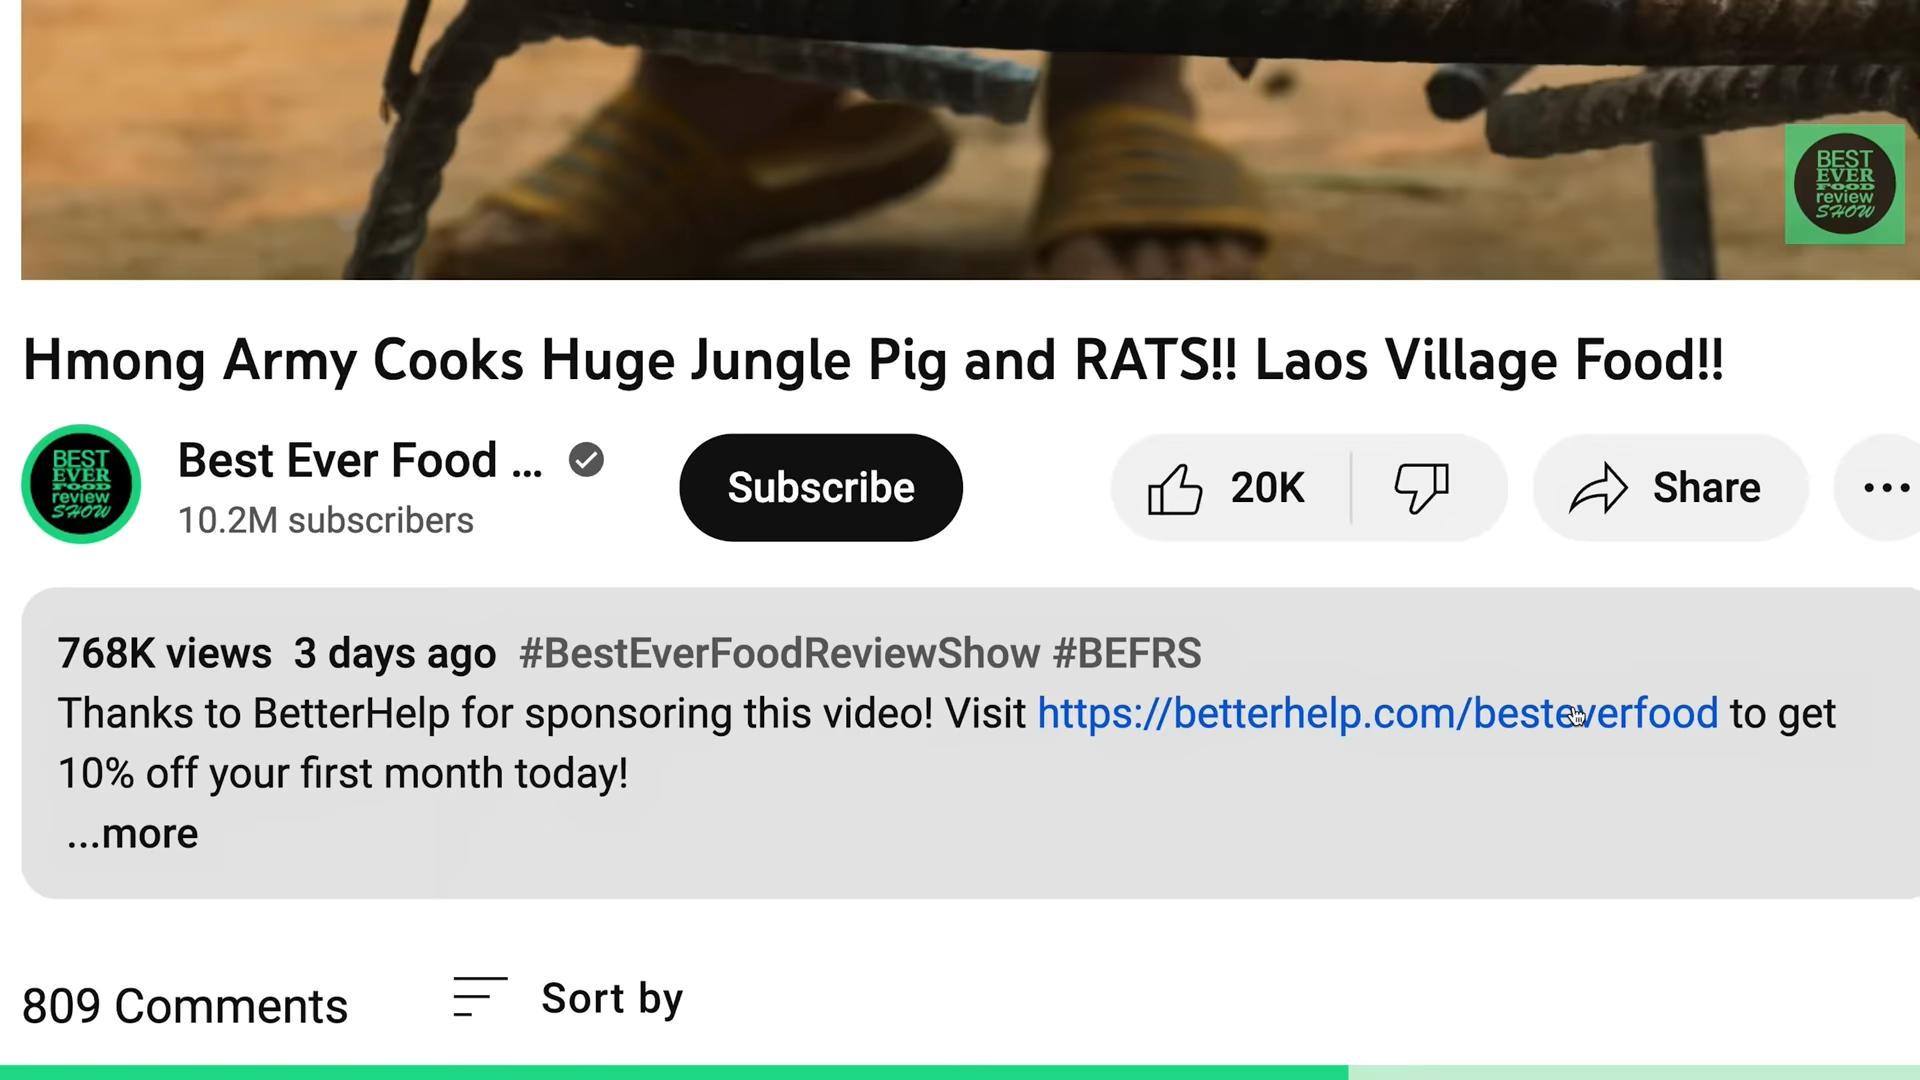 BEST
EVER
FOOD
review
SHOW
Hmong Army Cooks Huge Jungle Pig and RATS!! Laos Village Food!!
BEST
EVER
FOOD
review
SHOW
Best Ever Food ...
10.2M subscribers
Subscribe
20K
Share
768K views 3 days ago #BestEverFoodReviewShow #BEFRS
Thanks to BetterHelp for sponsoring this video! Visit https://betterhelp.com/besteverfood to get
10% off your first month today!
...more
809 Comments
Sort by